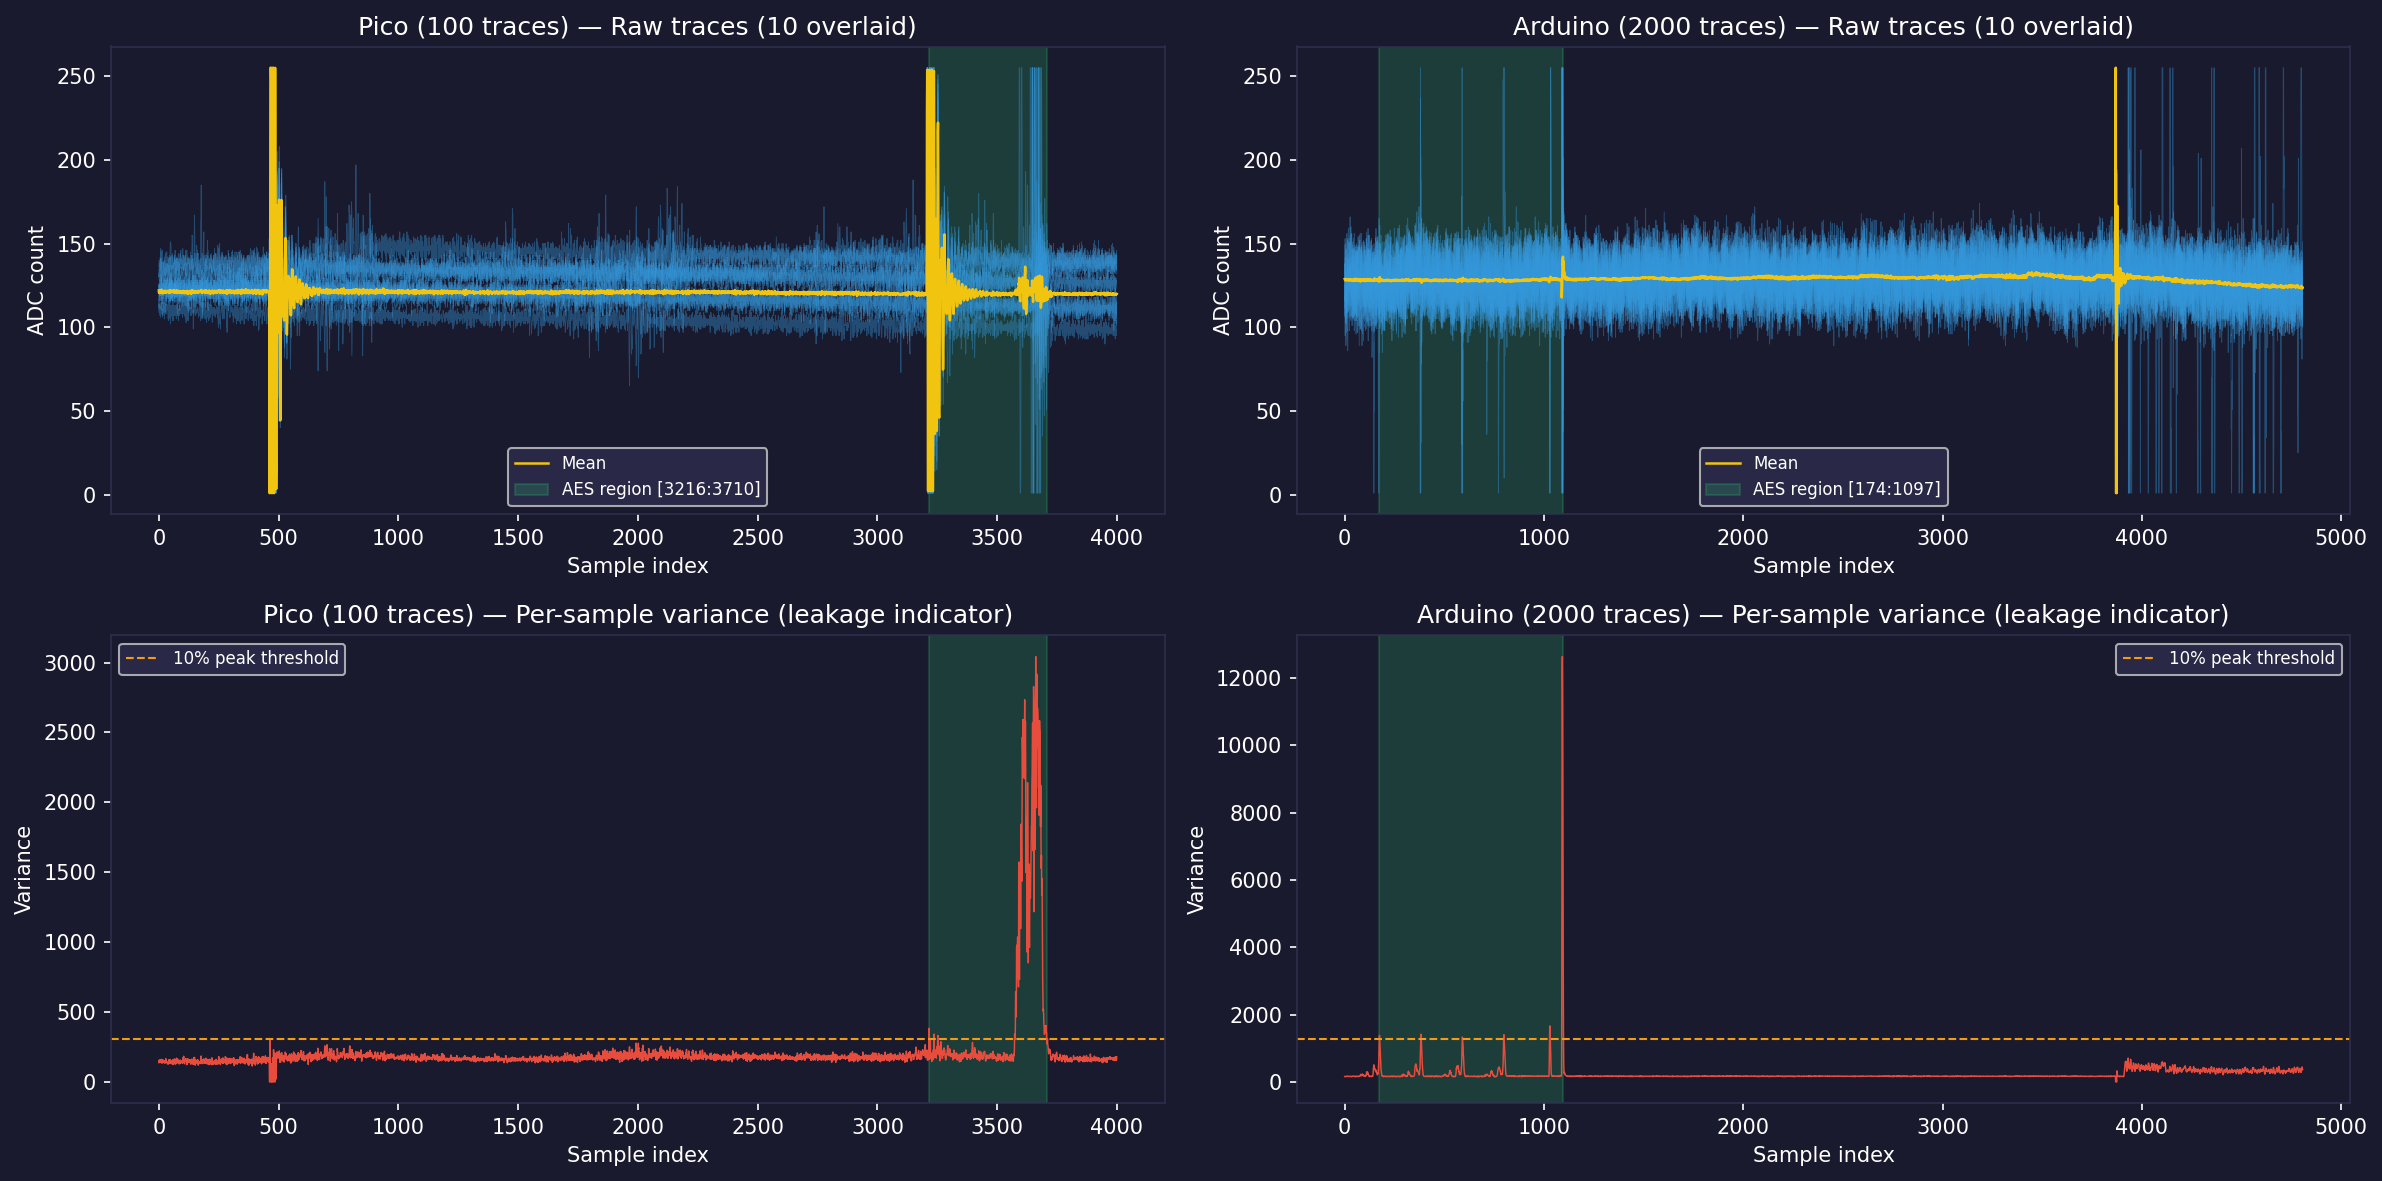 Pico (100 traces) — Raw traces (10 overlaid)
ADC count
250
200
150
100
50
0
Mean
AES region [3216:3710]
0 500 1000 1500 2000 2500 3000 3500 4000
Sample index
Arduino (2000 traces) — Raw traces (10 overlaid)
ADC count
250
200
150
100
50
0
Mean
AES region [174:1097]
0 1000 2000 3000 4000 5000
Sample index
Pico (100 traces) — Per-sample variance (leakage indicator)
Variance
10% peak threshold
3000
2500
2000
1500
1000
500
0
0 500 1000 1500 2000 2500 3000 3500 4000
Sample index
Arduino (2000 traces) — Per-sample variance (leakage indicator)
Variance
10% peak threshold
12000
10000
8000
6000
4000
2000
0
0 1000 2000 3000 4000 5000
Sample index